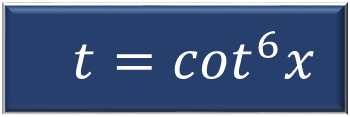 t = cot⁶x